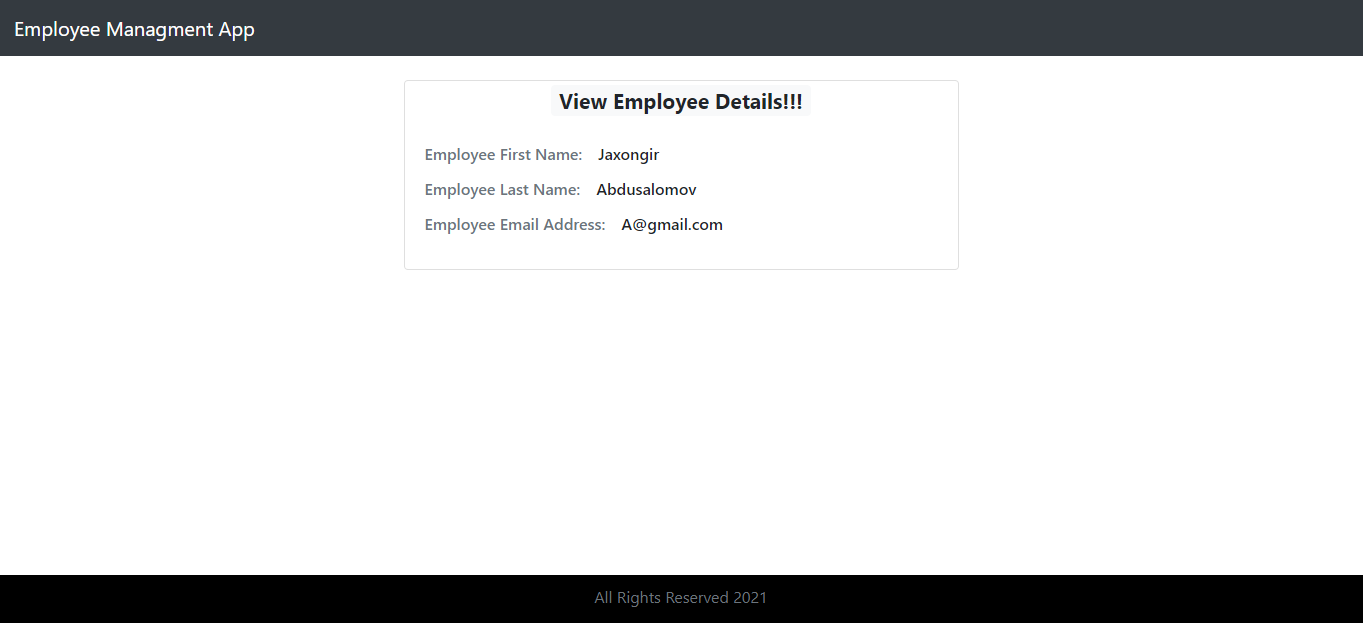 Employee Managment App
View Employee Details!!!
Employee First Name: Jaxongir
Employee Last Name: Abdusalomov
Employee Email Address: A@gmail.com
All Rights Reserved 2021